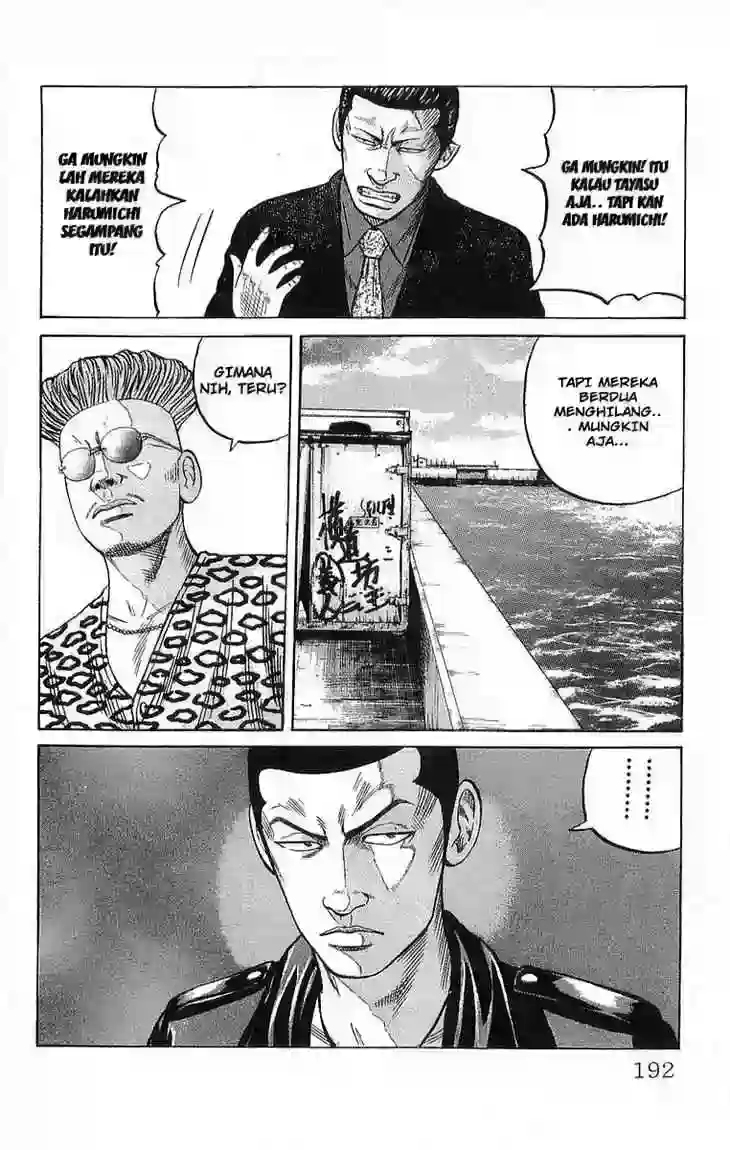 GA MUNGKIN! ITU
KALAU TAYASU
AJA.. TAPI KAN
ADA HARUMICHI!
GA MUNGKIN
LAH MEREKA
KALAHKAN
HARUMICHI
SEGAMPANG
ITU!
TAPI MEREKA
BERDUA
MENGHILANG..
. MUNGKIN
AJA...
GIMANA
NIH, TERU?
192